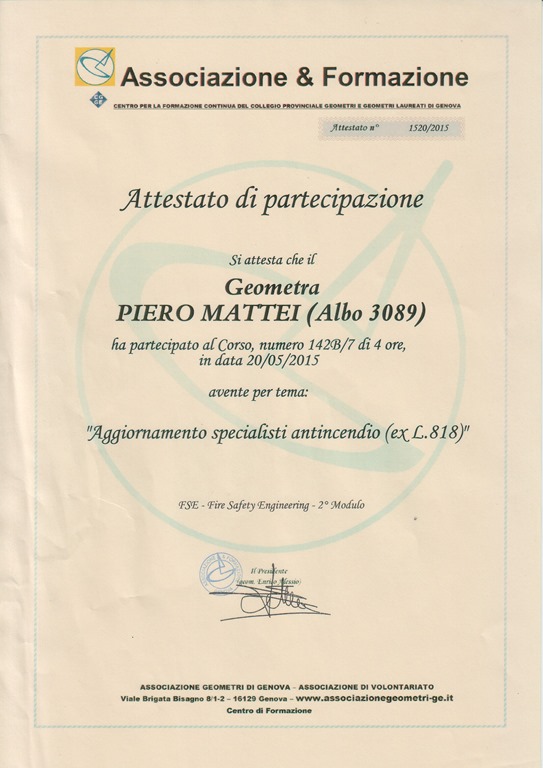 Associazione & Formazione
CENTRO PER LA FORMAZIONE CONTINUA DEL COLLEGIO PROVINCIALE GEOMETRI E GEOMETRI LAUREATI DI GENOVA
Attestato n° 1520/2015
Attestato di partecipazione
Si attesta che il
Geometra
PIERO MATTEI (Albo 3089)
ha partecipato al Corso, numero 142B/7 di 4 ore,
in data 20/05/2015
avente per tema:
"Aggiornamento specialisti antincendio (ex L.818)"
FSE - Fire Safety Engineering - 2° Modulo
Il Presidente
(geom. Enrico Alessio)
ASSOCIAZIONE GEOMETRI DI GENOVA – ASSOCIAZIONE DI VOLONTARIATO
Viale Brigata Bisagno 8/1-2 – 16129 Genova – www.associazionegeometri-ge.it
Centro di Formazione